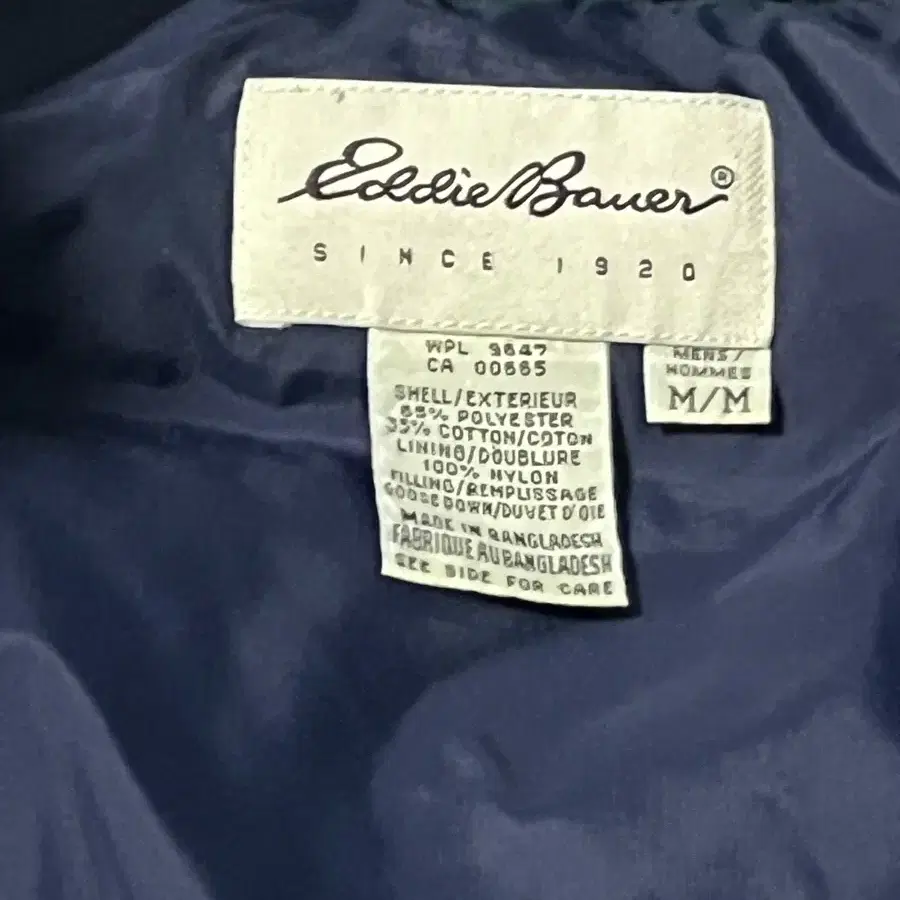 Eddie Bauer®
SINCE 1920
WPL 9647
CA 00665
SHELL/EXTERIEUR
65% POLYESTER
35% COTTON/COTON
LINING/DOUBLURE
100% NYLON
FILLING/REMPLISSAGE
GOOSE DOWN/DUVET D'OIE
MADE IN BANGLADESH
FABRIQUE AU BANGLADESH
SEE SIDE FOR CARE
MENS/
HOMMES
M/M